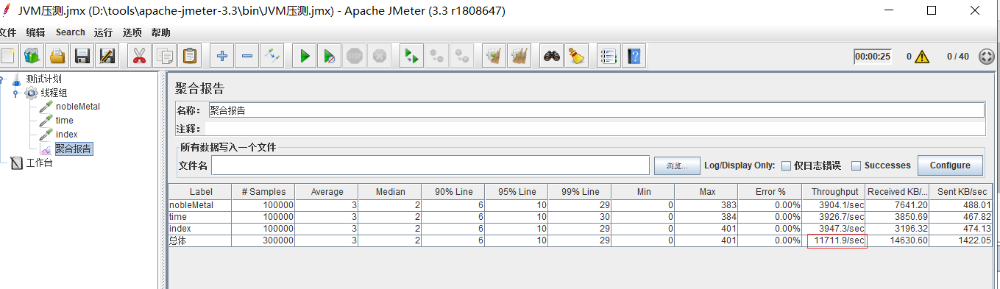 JVM压测.jmx (D:\tools\apache-jmeter-3.3\bin\JVM压测.jmx) - Apache JMeter (3.3 r1808647)
文件 编辑 Search 运行 选项 帮助
STOP 00:00:25 0 0 / 40
测试计划
线程组
nobleMetal
time
index
聚合报告
工作台
聚合报告
名称： 聚合报告
注释：
所有数据写入一个文件
文件名 浏览... Log/Display Only: 仅日志错误 Successes Configure
Label # Samples Average Median 90% Line 95% Line 99% Line Min Max Error % Throughput Received KB/... Sent KB/sec
nobleMetal 100000 3 2 6 10 29 0 383 0.00% 3904.1/sec 7641.20 488.01
time 100000 3 2 6 10 30 0 384 0.00% 3926.7/sec 3850.69 467.82
index 100000 3 2 6 10 29 0 401 0.00% 3947.3/sec 3196.32 474.13
总体 300000 3 2 6 10 29 0 401 0.00% 11711.9/sec 14630.60 1422.05